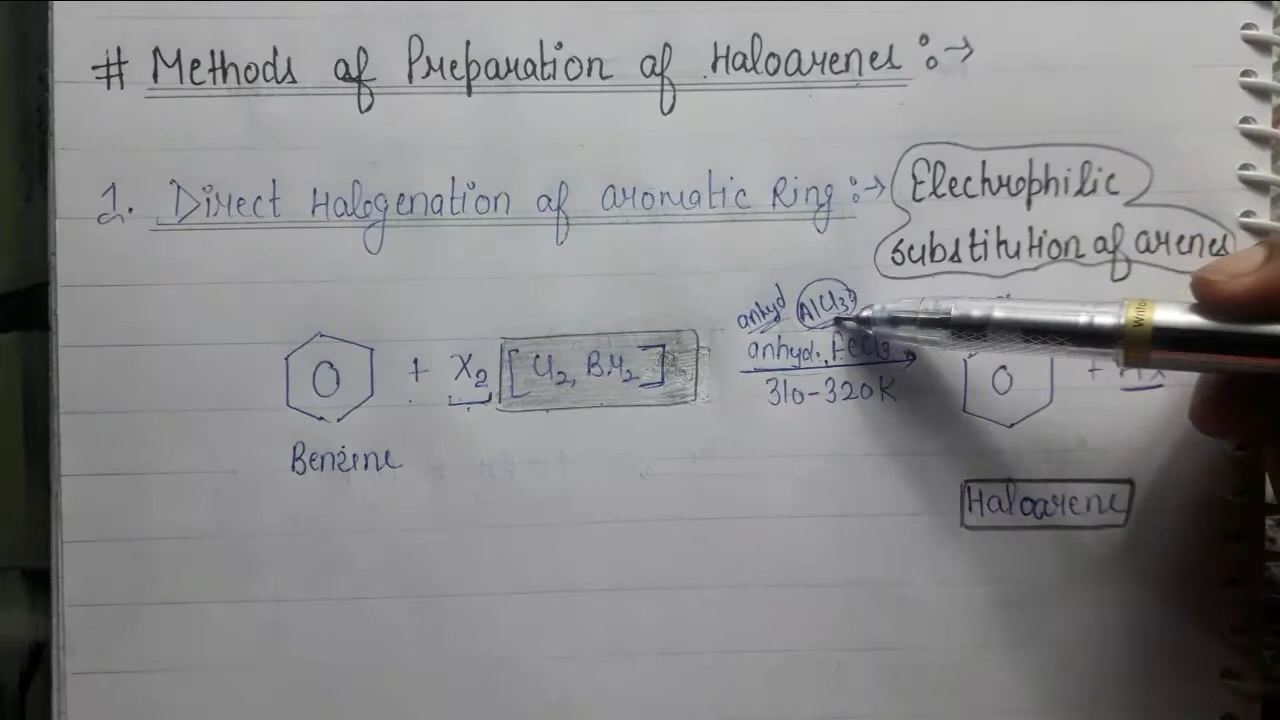 # Methods of Preparation of Haloarenes :→
1. Direct Halogenation of aromatic Ring :→ Electrophilic
substitution of arenes
anhyd AlCl3
Benzene + X2 [Cl2, Br2] anhyd. FeCl3 + HX
310-320K
Haloarene